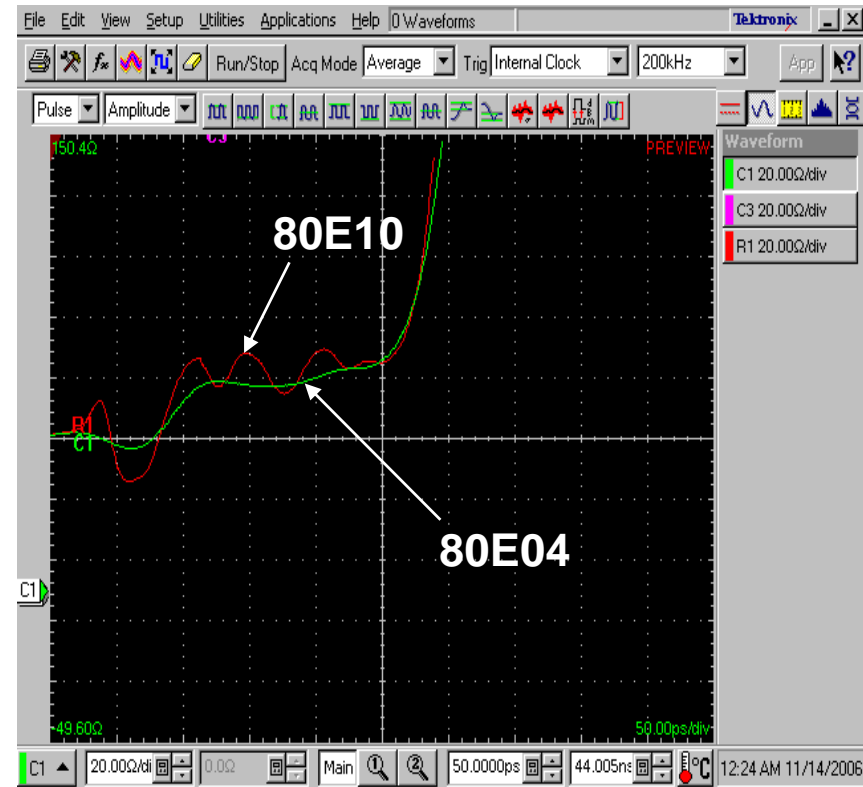 File Edit View Setup Utilities Applications Help 0 Waveforms Tektronix
Run/Stop Acq Mode Average Trig Internal Clock 200kHz App
Pulse Amplitude
150.4Ω C3 PREVIEW
Waveform
C1 20.00Ω/div
C3 20.00Ω/div
R1 20.00Ω/div
80E10
R1
C1
80E04
C1
-49.60Ω 50.00ps/div
C1 20.00Ω/di 0.0Ω Main 1 2 50.0000ps 44.005ns °C 12:24 AM 11/14/2006